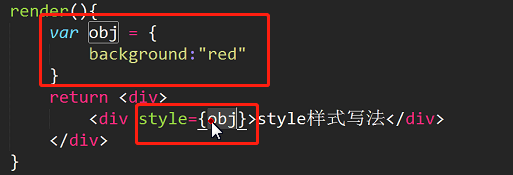 render(){
var obj = {
background:"red"
}
return <div>
<div style={obj}>style样式写法</div>
</div>
}